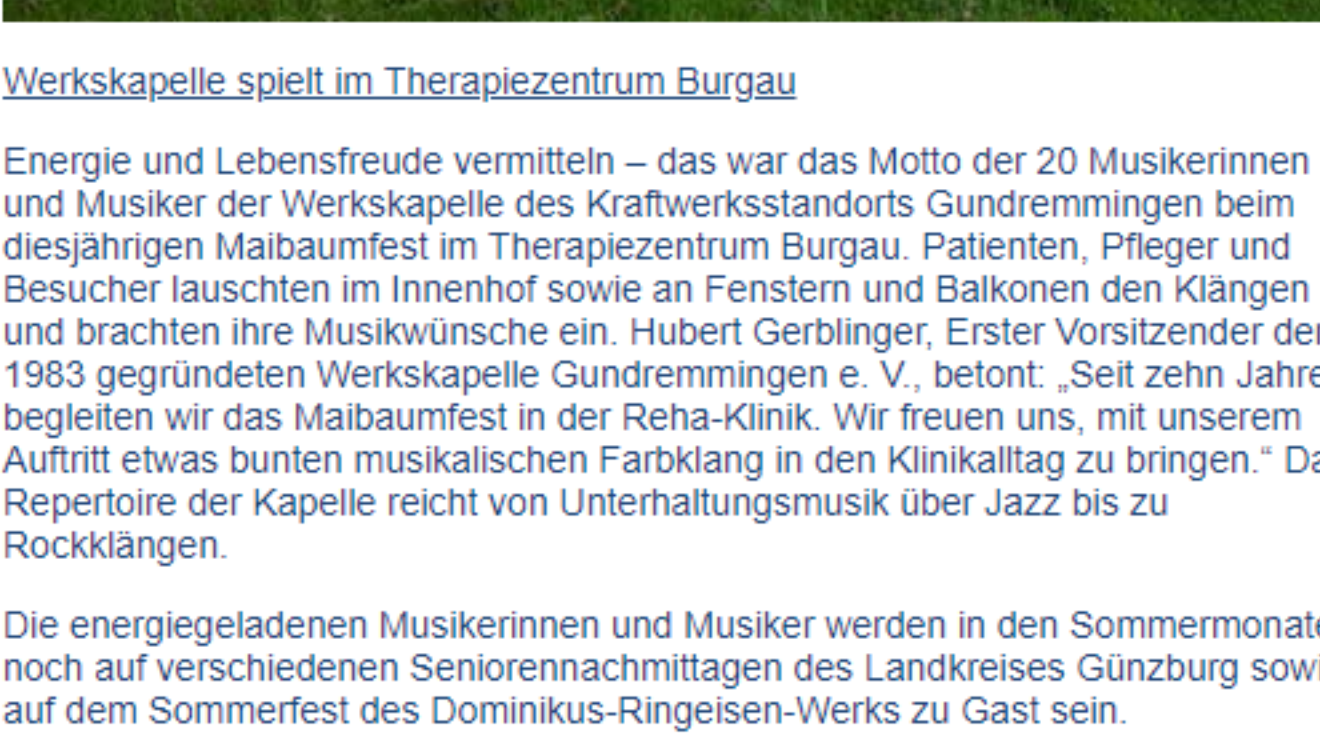 Werkskapelle spielt im Therapiezentrum Burgau
Energie und Lebensfreude vermitteln – das war das Motto der 20 Musikerinnen
und Musiker der Werkskapelle des Kraftwerksstandorts Gundremmingen beim
diesjährigen Maibaumfest im Therapiezentrum Burgau. Patienten, Pfleger und
Besucher lauschten im Innenhof sowie an Fenstern und Balkonen den Klängen
und brachten ihre Musikwünsche ein. Hubert Gerblinger, Erster Vorsitzender der
1983 gegründeten Werkskapelle Gundremmingen e. V., betont: „Seit zehn Jahre
begleiten wir das Maibaumfest in der Reha-Klinik. Wir freuen uns, mit unserem
Auftritt etwas bunten musikalischen Farbklang in den Klinikalltag zu bringen.“ Da
Repertoire der Kapelle reicht von Unterhaltungsmusik über Jazz bis zu
Rockklängen.
Die energiegeladenen Musikerinnen und Musiker werden in den Sommermonate
noch auf verschiedenen Seniorennachmittagen des Landkreises Günzburg sowi
auf dem Sommerfest des Dominikus-Ringeisen-Werks zu Gast sein.